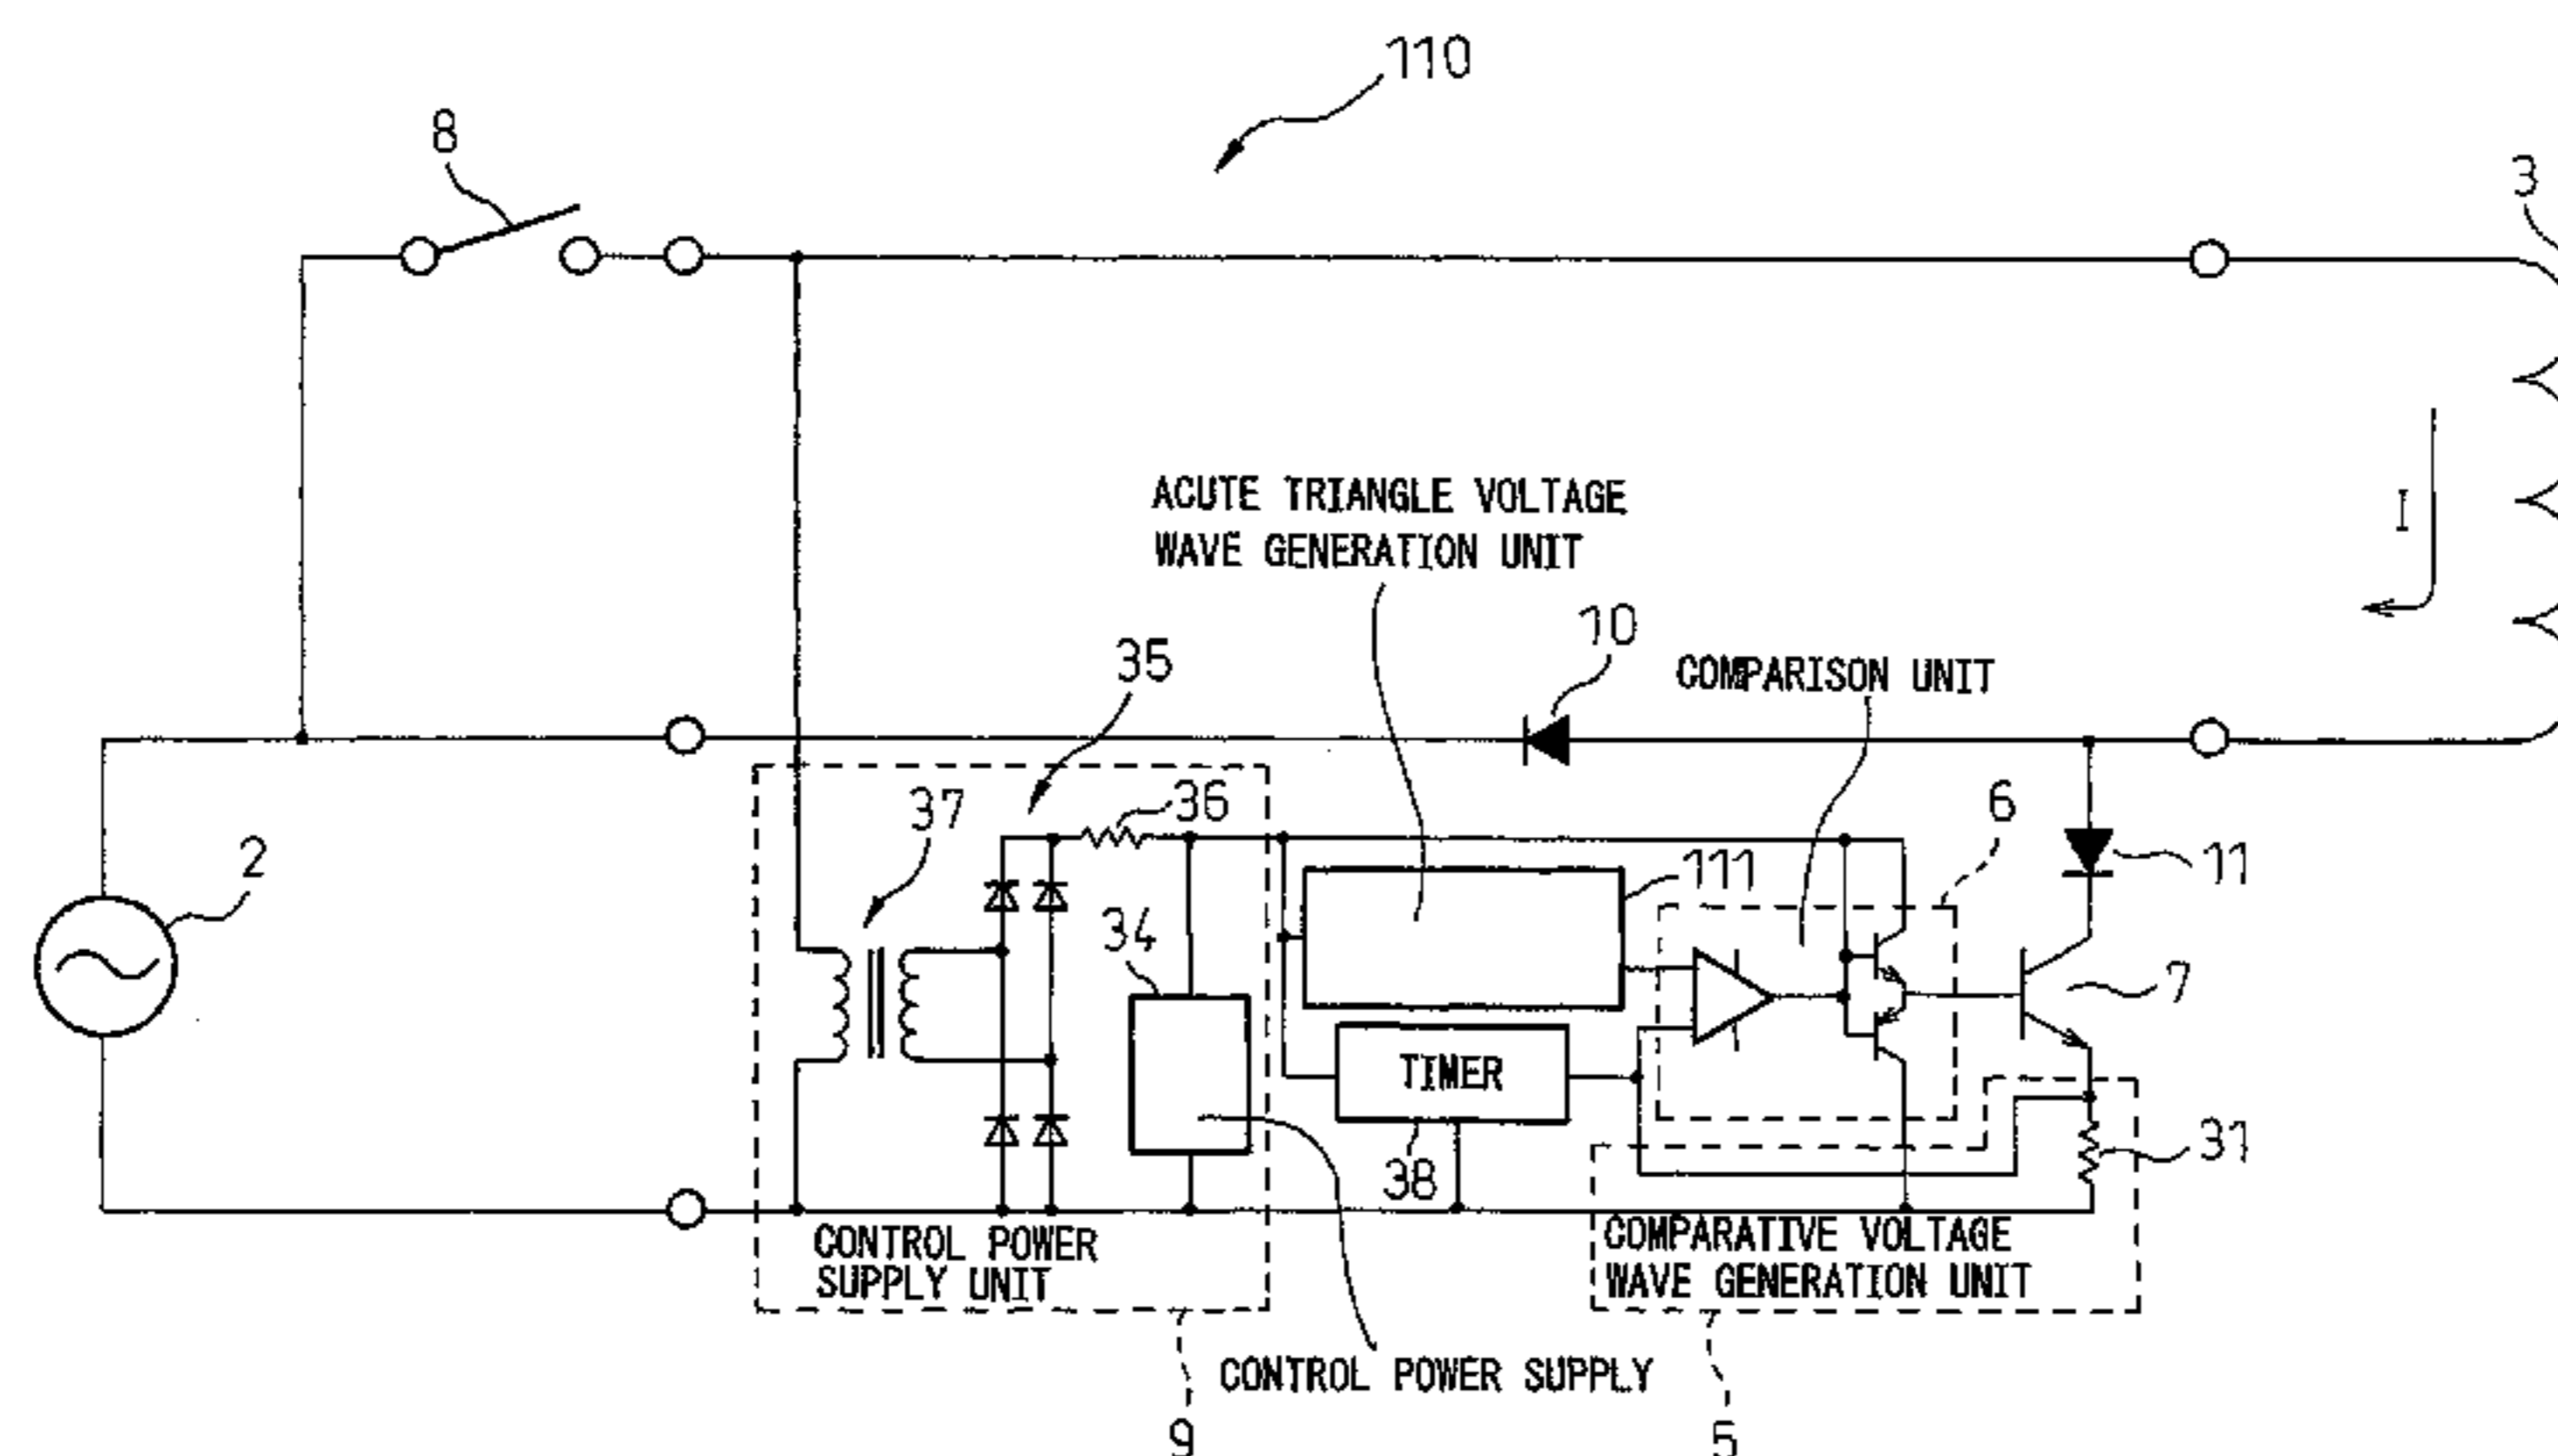 110
8
3
ACUTE TRIANGLE VOLTAGE
WAVE GENERATION UNIT
I
10
35
COMPARISON UNIT
37
36
6
2
111
11
34
7
TIMER
38
31
CONTROL POWER
SUPPLY UNIT
COMPARATIVE VOLTAGE
WAVE GENERATION UNIT
CONTROL POWER SUPPLY
9
5